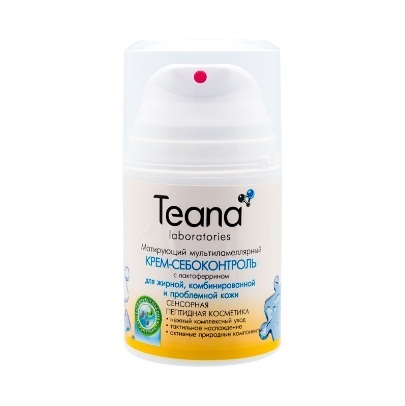 Teana
laboratories
Матирующий мультиламеллярный
КРЕМ-СЕБОКОНТРОЛЬ
с лактоферрином
для жирной, комбинированной
и проблемной кожи
СЕНСОРНАЯ
ПЕПТИДНАЯ КОСМЕТИКА
• нежный комплексный уход
• тактильное наслаждение
• активные природные компоненты